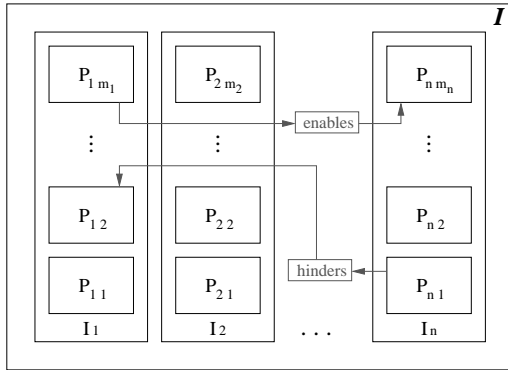 I
P1 m1 P2 m2 Pn mn
enables
⋮ ⋮ ⋮
P1 2 P2 2 Pn 2
hinders
P1 1 P2 1 Pn 1
I1 I2 . . . In